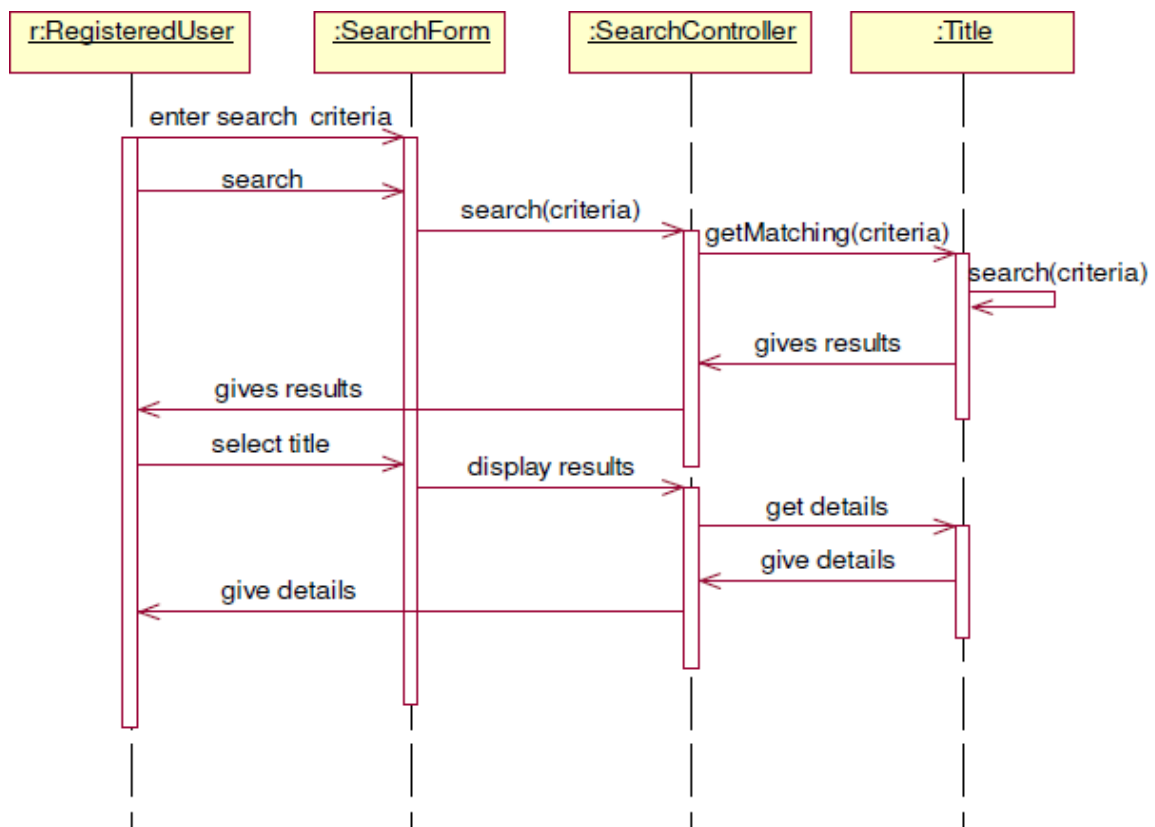 r:RegisteredUser
:SearchForm
:SearchController
:Title
enter search criteria
search
search(criteria)
getMatching(criteria)
search(criteria)
gives results
gives results
select title
display results
get details
give details
give details